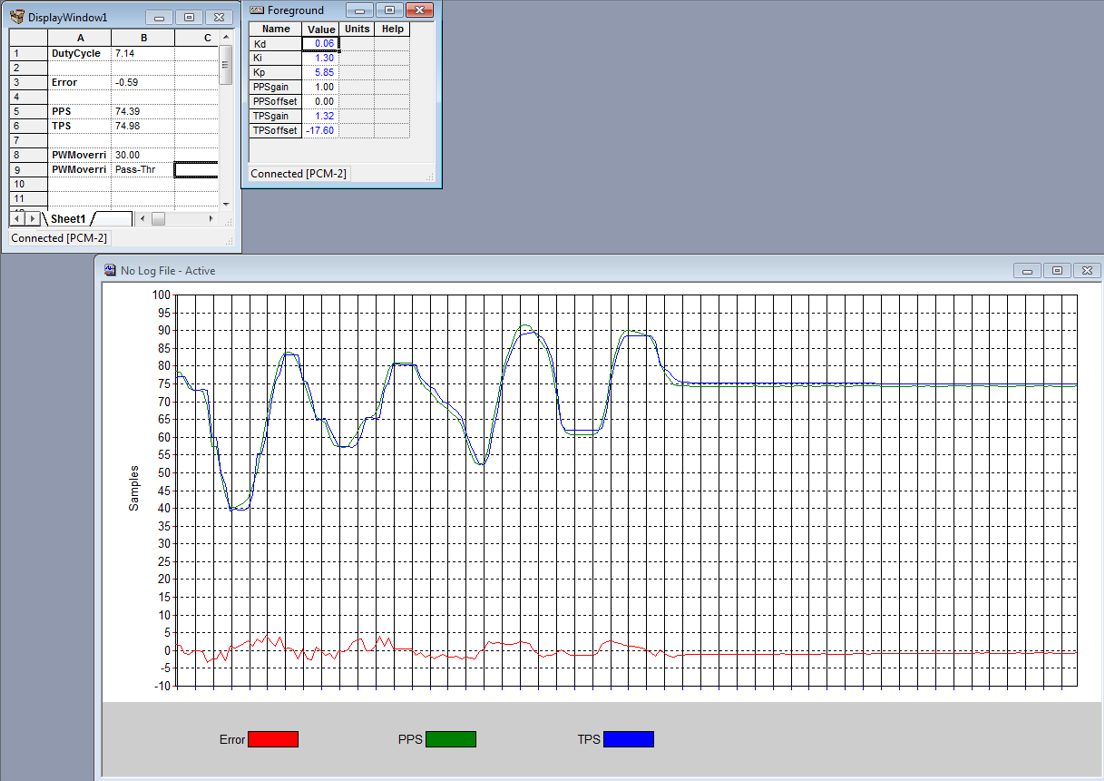 DisplayWindow1
A B C
1 DutyCycle 7.14
2
3 Error -0.59
4
5 PPS 74.39
6 TPS 74.98
7
8 PWMoverri 30.00
9 PWMoverri Pass-Thr
10
11
Sheet1
Connected [PCM-2]
Foreground
Name Value Units Help
Kd 0.06
Ki 1.30
Kp 5.85
PPSgain 1.00
PPSoffset 0.00
TPSgain 1.32
TPSoffset -17.60
Connected [PCM-2]
No Log File - Active
100
95
90
85
80
75
70
65
60
55
50
45
40
35
30
25
20
15
10
5
0
-5
-10
Samples
Error PPS TPS